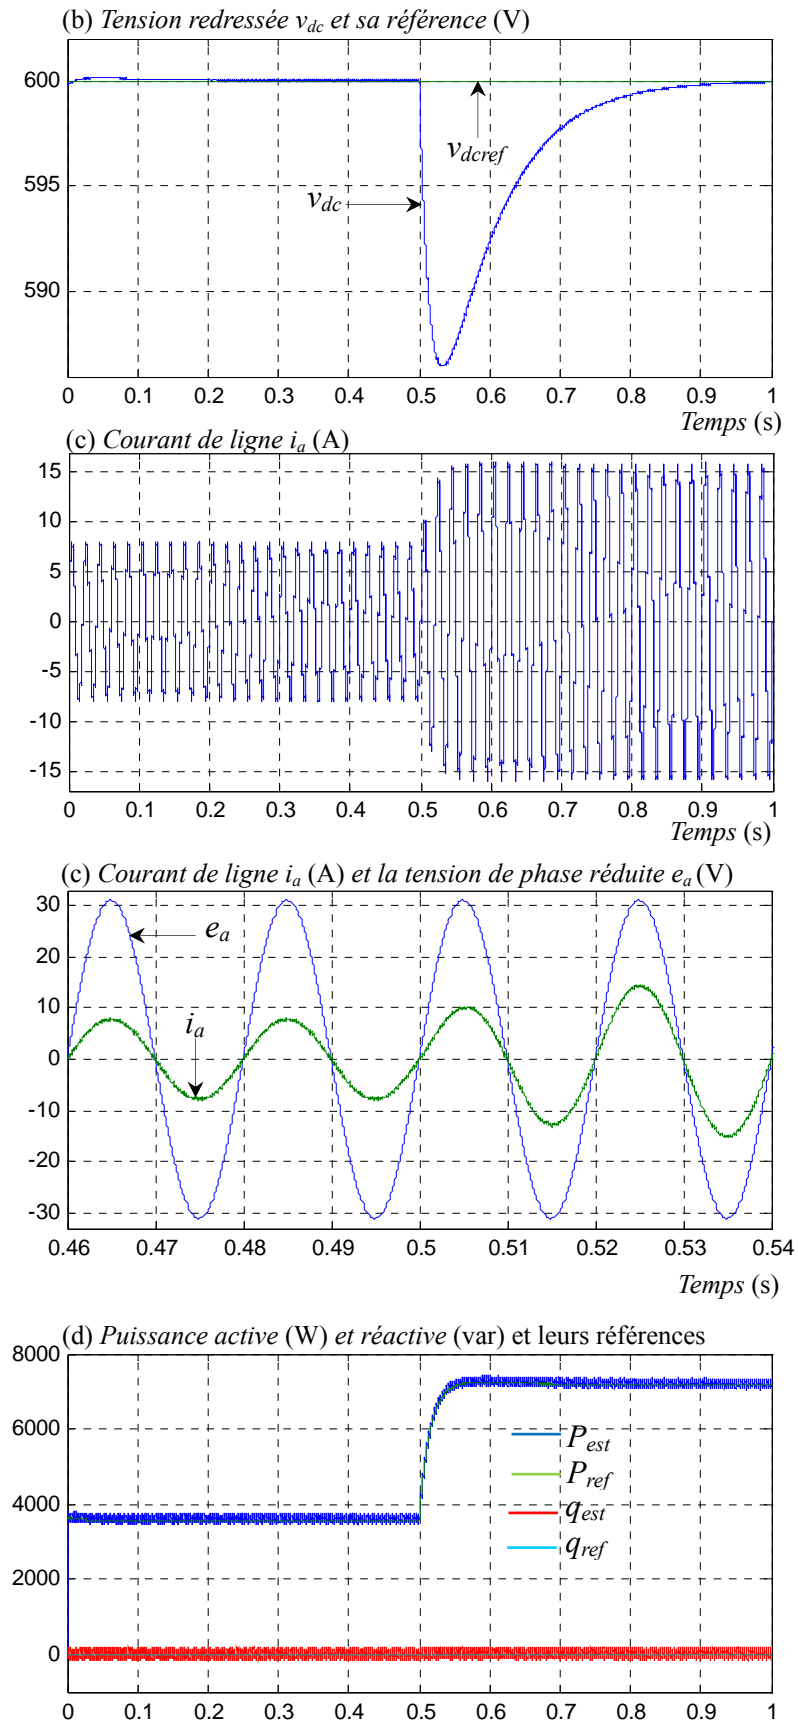 (b) Tension redressée vdc et sa référence (V)
600
595
590
vdcref
vdc
0 0.1 0.2 0.3 0.4 0.5 0.6 0.7 0.8 0.9 1
Temps (s)
(c) Courant de ligne ia (A)
15
10
5
0
-5
-10
-15
0 0.1 0.2 0.3 0.4 0.5 0.6 0.7 0.8 0.9 1
Temps (s)
(c) Courant de ligne ia (A) et la tension de phase réduite ea (V)
30
20
10
0
-10
-20
-30
ea
ia
0.46 0.47 0.48 0.49 0.5 0.51 0.52 0.53 0.54
Temps (s)
(d) Puissance active (W) et réactive (var) et leurs références
8000
6000
4000
2000
0
Pest
Pref
qest
qref
0 0.1 0.2 0.3 0.4 0.5 0.6 0.7 0.8 0.9 1